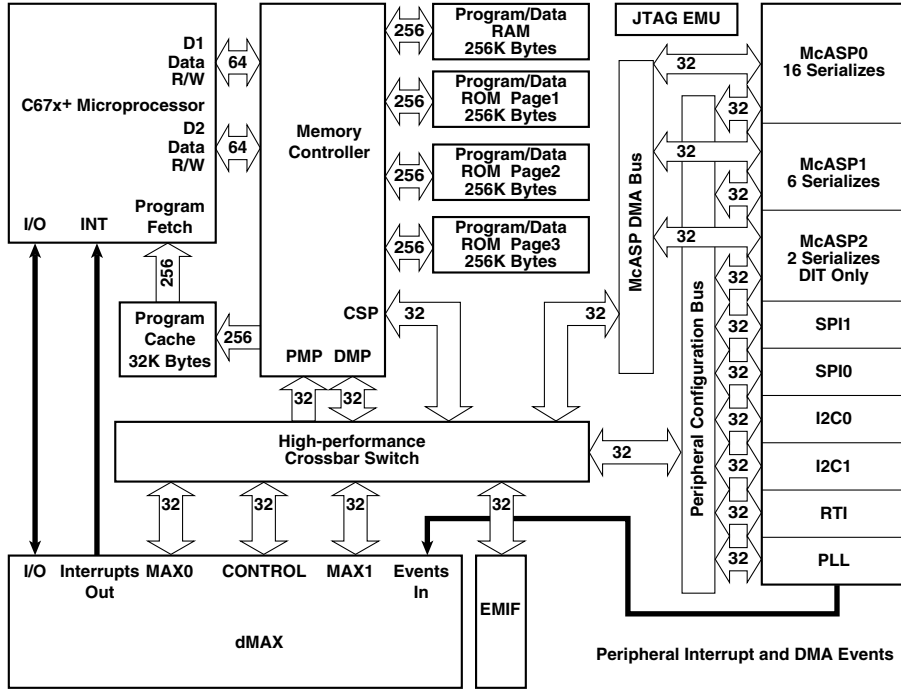 D1
Data
R/W
C67x+ Microprocessor
D2
Data
R/W
I/O
INT
Program
Fetch
64
64
256
Program
Cache
32K Bytes
256
Memory
Controller
CSP
PMP
DMP
256
256
256
256
Program/Data
RAM
256K Bytes
Program/Data
ROM Page1
256K Bytes
Program/Data
ROM Page2
256K Bytes
Program/Data
ROM Page3
256K Bytes
JTAG EMU
32
32
32
32
32
McASP DMA Bus
Peripheral Configuration Bus
32
32
32
32
32
32
32
32
32
32
32
32
McASP0
16 Serializes
McASP1
6 Serializes
McASP2
2 Serializes
DIT Only
SPI1
SPI0
I2C0
I2C1
RTI
PLL
32
32
High-performance
Crossbar Switch
32
32
32
32
I/O
Interrupts
Out
MAX0
CONTROL
MAX1
Events
In
dMAX
EMIF
Peripheral Interrupt and DMA Events